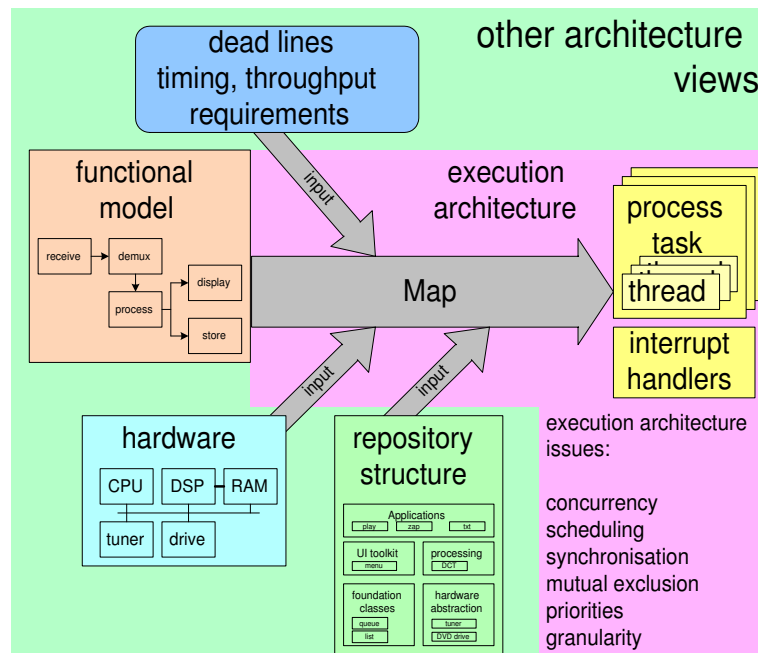 dead lines
timing, throughput
requirements
other architecture
views
functional
model
receive
demux
process
display
store
input
execution
architecture
Map
process
task
thread
interrupt
handlers
input
input
hardware
CPU
DSP
RAM
tuner
drive
repository
structure
Applications
play
zap
txt
UI toolkit
menu
processing
DCT
foundation
classes
queue
list
hardware
abstraction
tuner
DVD drive
execution architecture
issues:
concurrency
scheduling
synchronisation
mutual exclusion
priorities
granularity